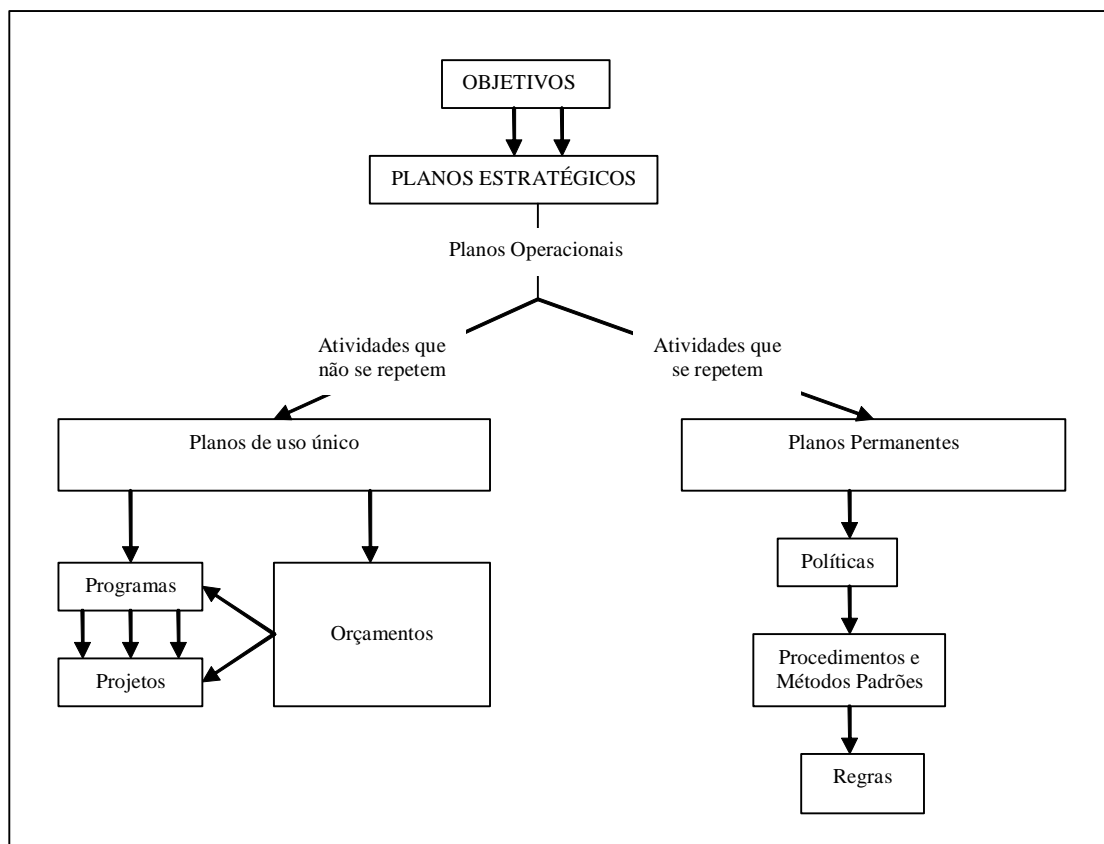 OBJETIVOS
PLANOS ESTRATÉGICOS
Planos Operacionais
Atividades que
não se repetem
Atividades que
se repetem
Planos de uso único
Planos Permanentes
Políticas
Programas
Orçamentos
Procedimentos e
Métodos Padrões
Projetos
Regras